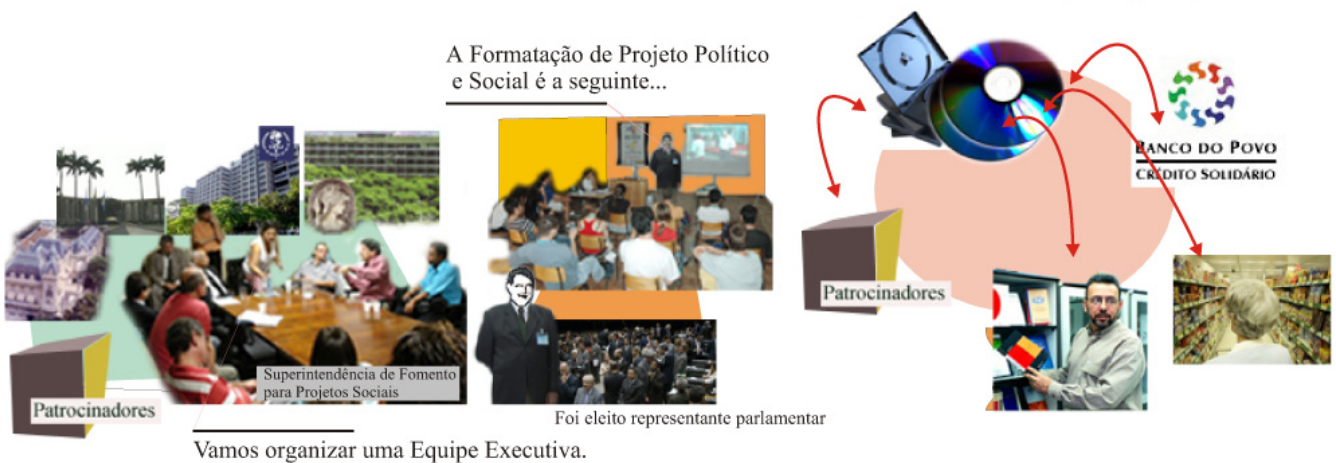 A Formatação de Projeto Político
e Social é a seguinte...
BANCO DO POVO
CRÉDITO SOLIDÁRIO
Patrocinadores
Superintendência de Fomento
para Projetos Sociais
Patrocinadores
Foi eleito representante parlamentar
Vamos organizar uma Equipe Executiva.